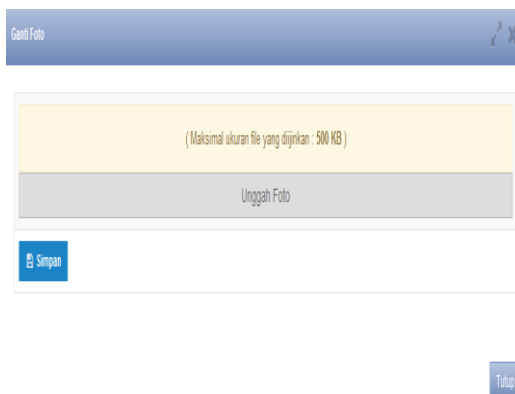 Ganti Foto
( Maksimal ukuran file yang diijinkan : 500 KB )
Unggah Foto
Simpan
Tutup